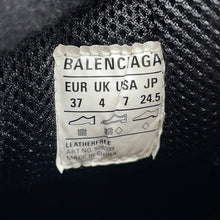 BALENCIAGA
EUR UK USA JP
37 4 7 24.5
LEATHERFREE
MADE IN CHINA